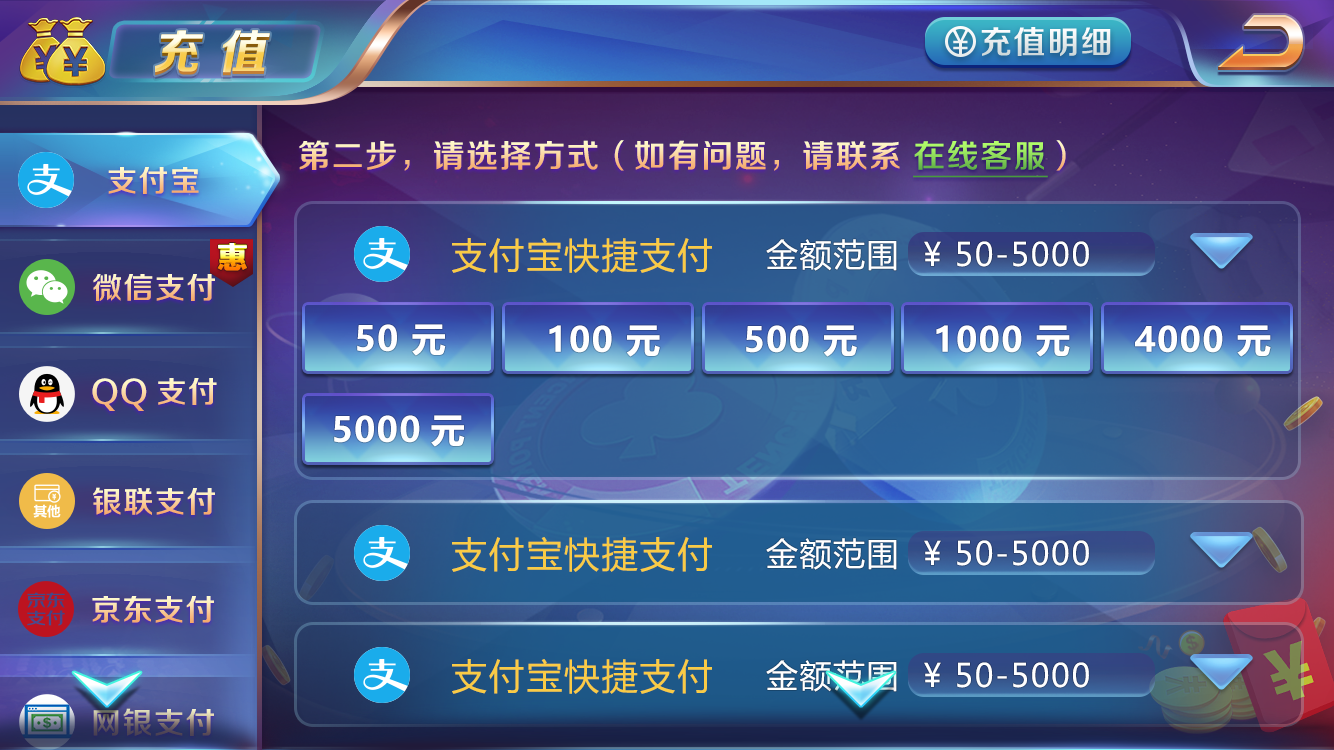 充值
¥充值明细
支付宝
惠
微信支付
QQ 支付
其他
银联支付
京东支付
京东支付
网银支付
第二步，请选择方式（如有问题，请联系 在线客服 ）
支付宝快捷支付 金额范围 ¥ 50-5000
50 元 100 元 500 元 1000 元 4000 元
5000 元
支付宝快捷支付 金额范围 ¥ 50-5000
支付宝快捷支付 金额范围 ¥ 50-5000